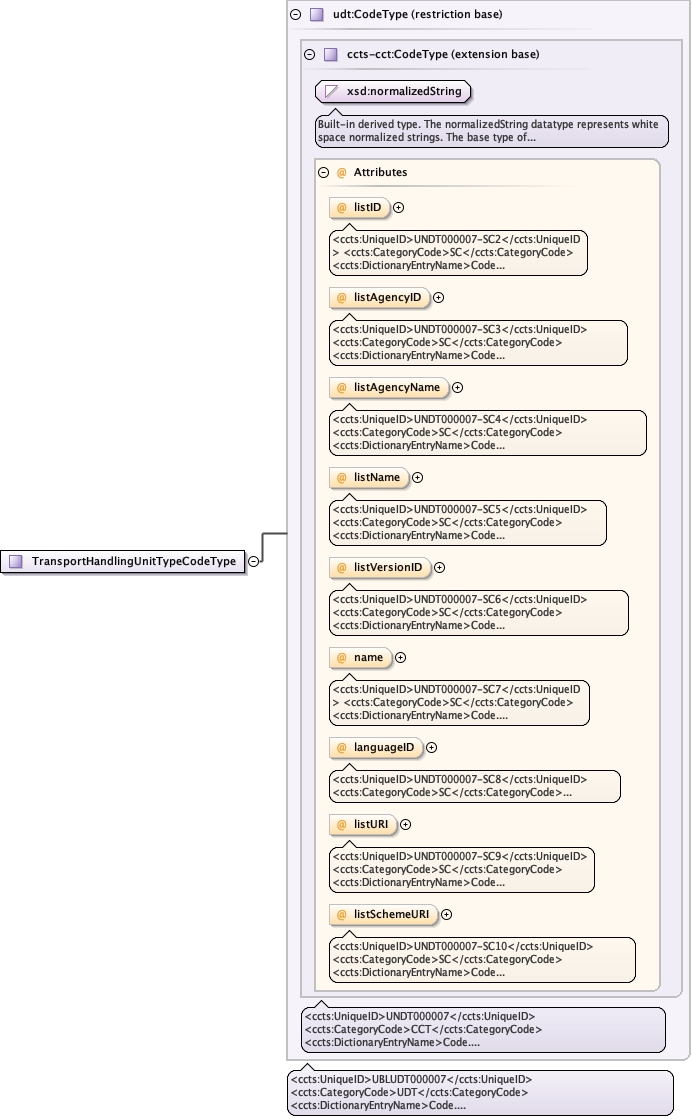 udt:CodeType (restriction base)
ccts-cct:CodeType (extension base)
xsd:normalizedString
Built-in derived type. The normalizedString datatype represents white
space normalized strings. The base type of...
@ Attributes
@ listID
<ccts:UniqueID>UNDT000007-SC2</ccts:UniqueID
> <ccts:CategoryCode>SC</ccts:CategoryCode>
<ccts:DictionaryEntryName>Code...
@ listAgencyID
<ccts:UniqueID>UNDT000007-SC3</ccts:UniqueID>
<ccts:CategoryCode>SC</ccts:CategoryCode>
<ccts:DictionaryEntryName>Code...
@ listAgencyName
<ccts:UniqueID>UNDT000007-SC4</ccts:UniqueID>
<ccts:CategoryCode>SC</ccts:CategoryCode>
<ccts:DictionaryEntryName>Code...
@ listName
<ccts:UniqueID>UNDT000007-SC5</ccts:UniqueID>
<ccts:CategoryCode>SC</ccts:CategoryCode>
<ccts:DictionaryEntryName>Code...
@ listVersionID
<ccts:UniqueID>UNDT000007-SC6</ccts:UniqueID>
<ccts:CategoryCode>SC</ccts:CategoryCode>
<ccts:DictionaryEntryName>Code...
TransportHandlingUnitTypeCodeType
@ name
<ccts:UniqueID>UNDT000007-SC7</ccts:UniqueID
> <ccts:CategoryCode>SC</ccts:CategoryCode>
<ccts:DictionaryEntryName>Code....
@ languageID
<ccts:UniqueID>UNDT000007-SC8</ccts:UniqueID>
<ccts:CategoryCode>SC</ccts:CategoryCode>...
@ listURI
<ccts:UniqueID>UNDT000007-SC9</ccts:UniqueID>
<ccts:CategoryCode>SC</ccts:CategoryCode>
<ccts:DictionaryEntryName>Code...
@ listSchemeURI
<ccts:UniqueID>UNDT000007-SC10</ccts:UniqueID>
<ccts:CategoryCode>SC</ccts:CategoryCode>
<ccts:DictionaryEntryName>Code...
<ccts:UniqueID>UNDT000007</ccts:UniqueID>
<ccts:CategoryCode>CCT</ccts:CategoryCode>
<ccts:DictionaryEntryName>Code....
<ccts:UniqueID>UBLUDT000007</ccts:UniqueID>
<ccts:CategoryCode>UDT</ccts:CategoryCode>
<ccts:DictionaryEntryName>Code....